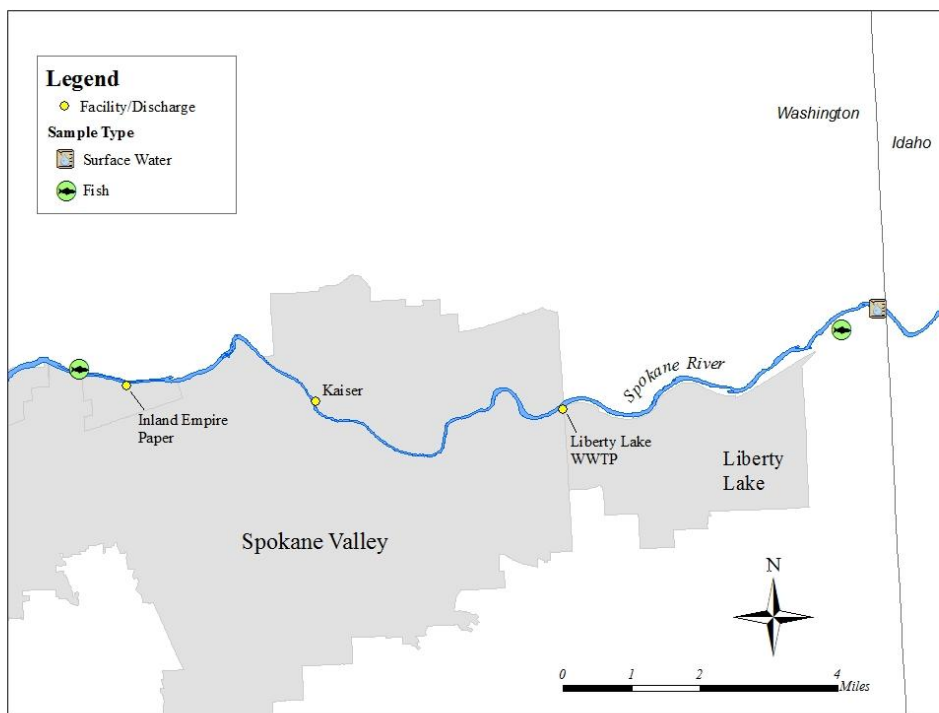 Legend
Facility/Discharge
Sample Type
Surface Water
Fish
Washington
Idaho
Spokane River
Kaiser
Inland Empire
Paper
Liberty Lake
WWTP
Liberty
Lake
Spokane Valley
N
0 1 2 4
Miles